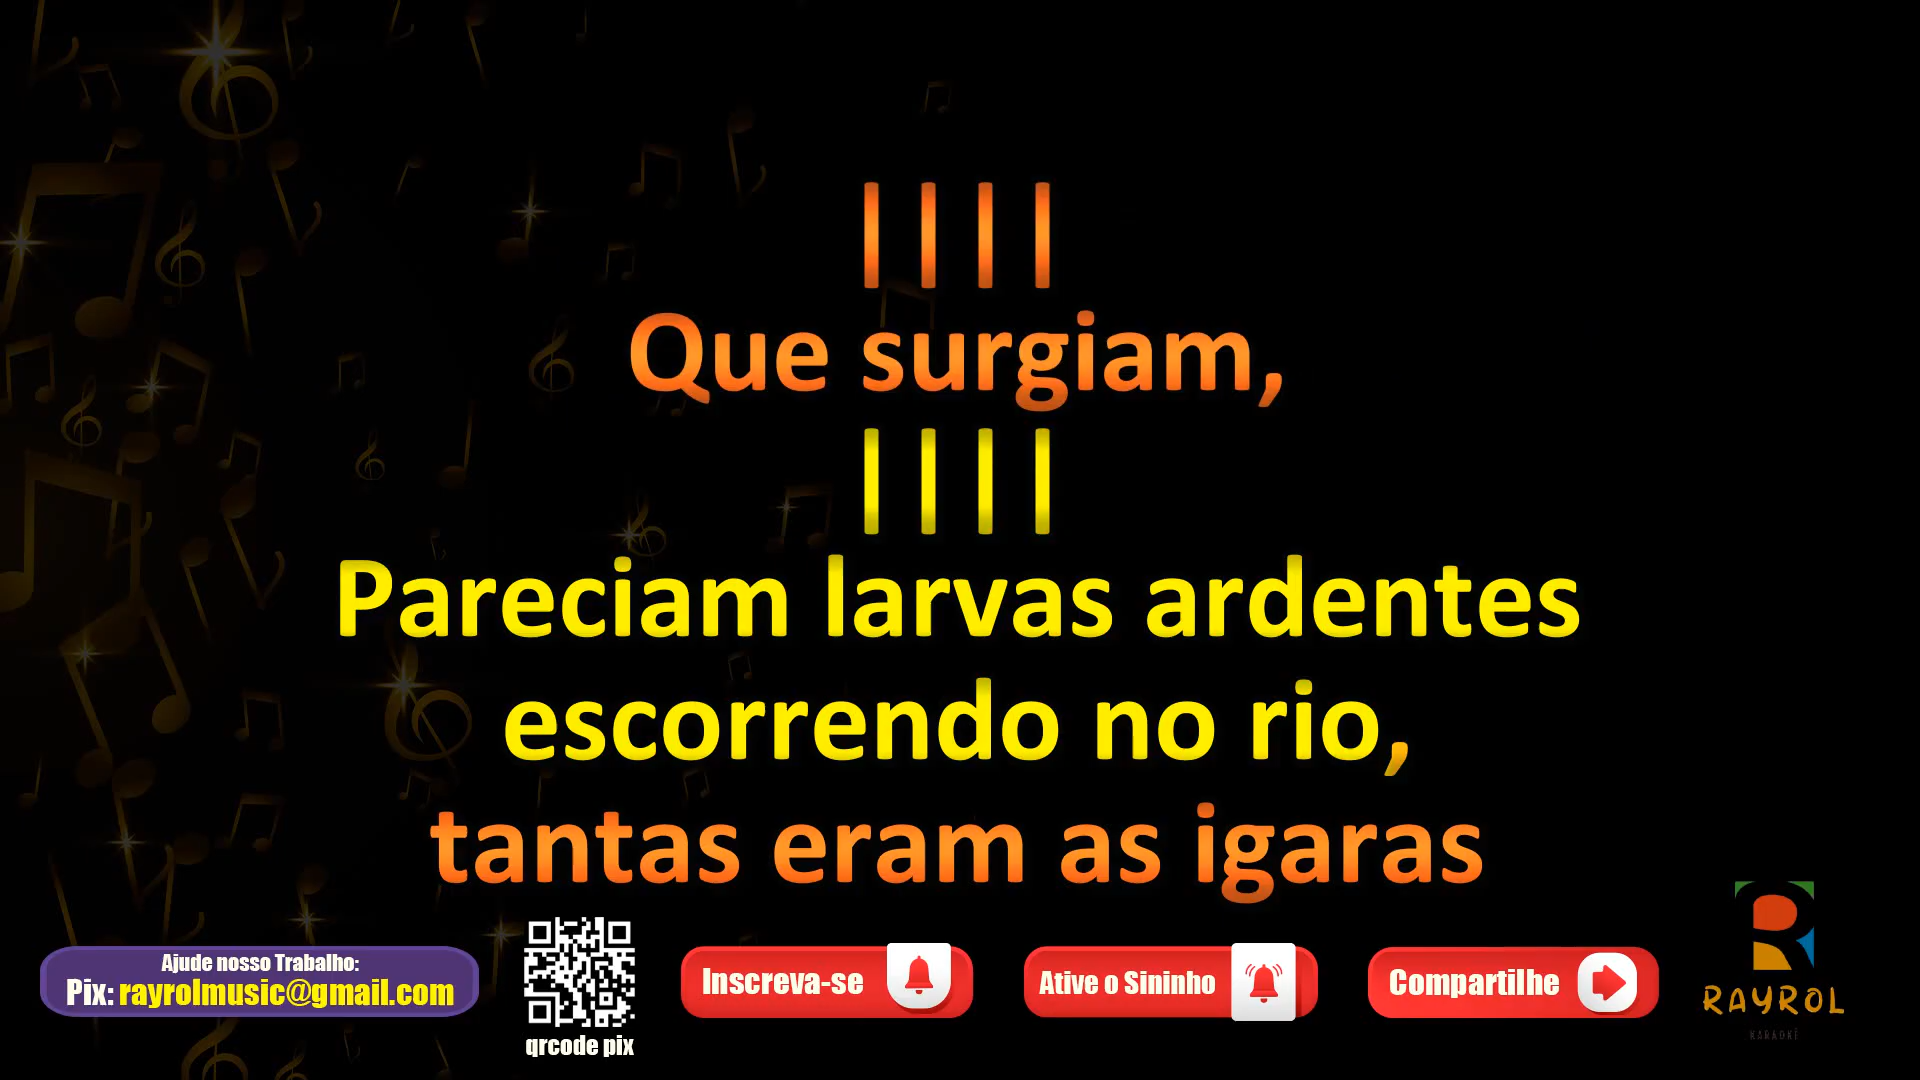 | | | |
Que surgiam,
| | | |
Pareciam larvas ardentes
escorrendo no rio,
tantas eram as igaras
Ajude nosso Trabalho:
Pix: rayrolmusic@gmail.com
qrcode pix
Inscreva-se
Ative o Sininho
Compartilhe
RAYROL
KARAOKÊ